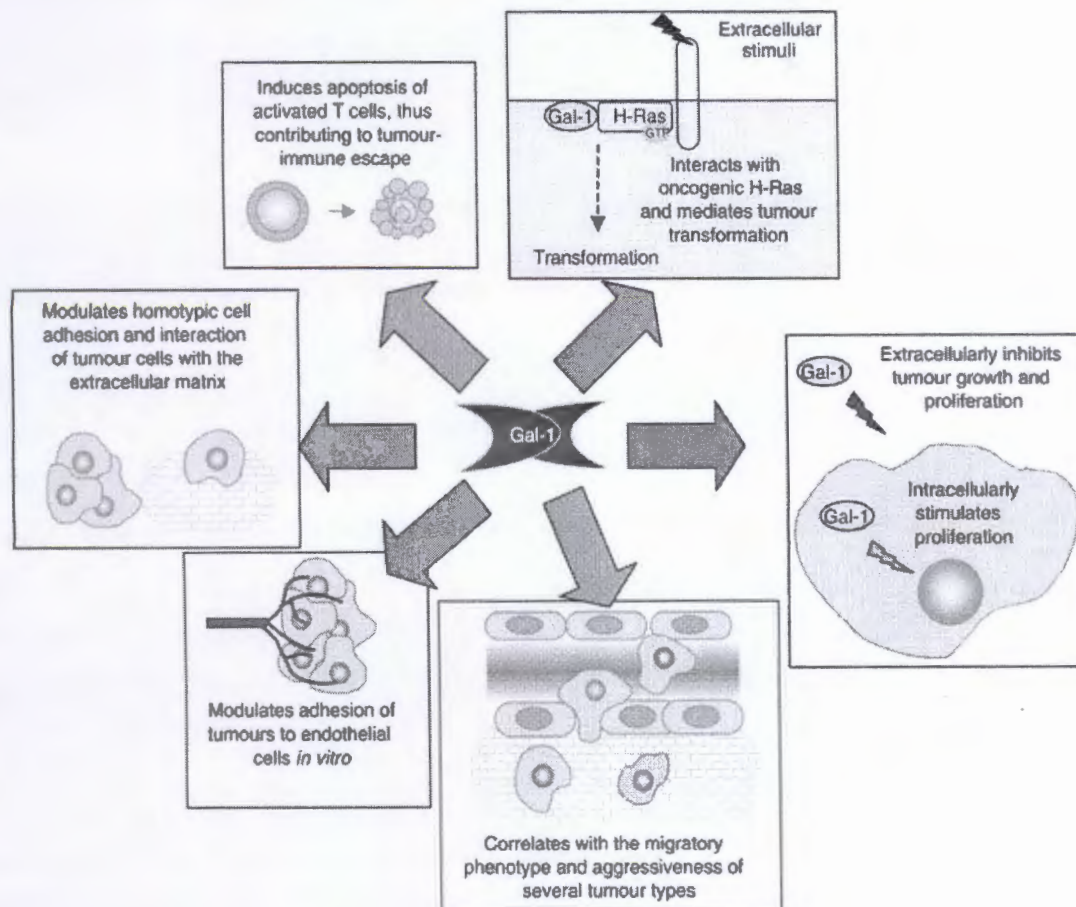 Extracellular
stimuli
Gal-1
H-Ras
GTP
Interacts with
oncogenic H-Ras
and mediates tumour
transformation
Transformation
Induces apoptosis of
activated T cells, thus
contributing to tumour-
immune escape
Modulates homotypic cell
adhesion and interaction
of tumour cells with the
extracellular matrix
Gal-1
Gal-1
Extracellularly inhibits
tumour growth and
proliferation
Gal-1
Intracellularly
stimulates
proliferation
Modulates adhesion of
tumours to endothelial
cells in vitro
Correlates with the migratory
phenotype and aggressiveness of
several tumour types